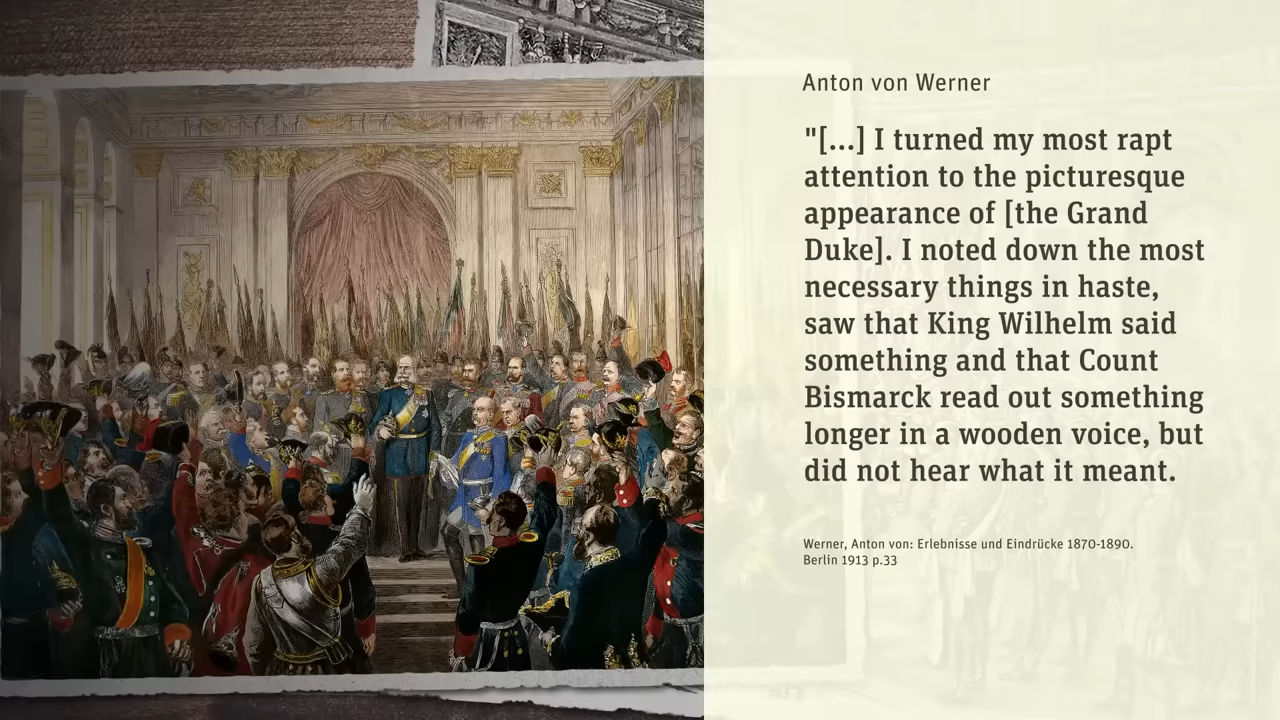 Anton von Werner
"[...] I turned my most rapt
attention to the picturesque
appearance of [the Grand
Duke]. I noted down the most
necessary things in haste,
saw that King Wilhelm said
something and that Count
Bismarck read out something
longer in a wooden voice, but
did not hear what it meant.
Werner, Anton von: Erlebnisse und Eindrücke 1870-1890.
Berlin 1913 p.33